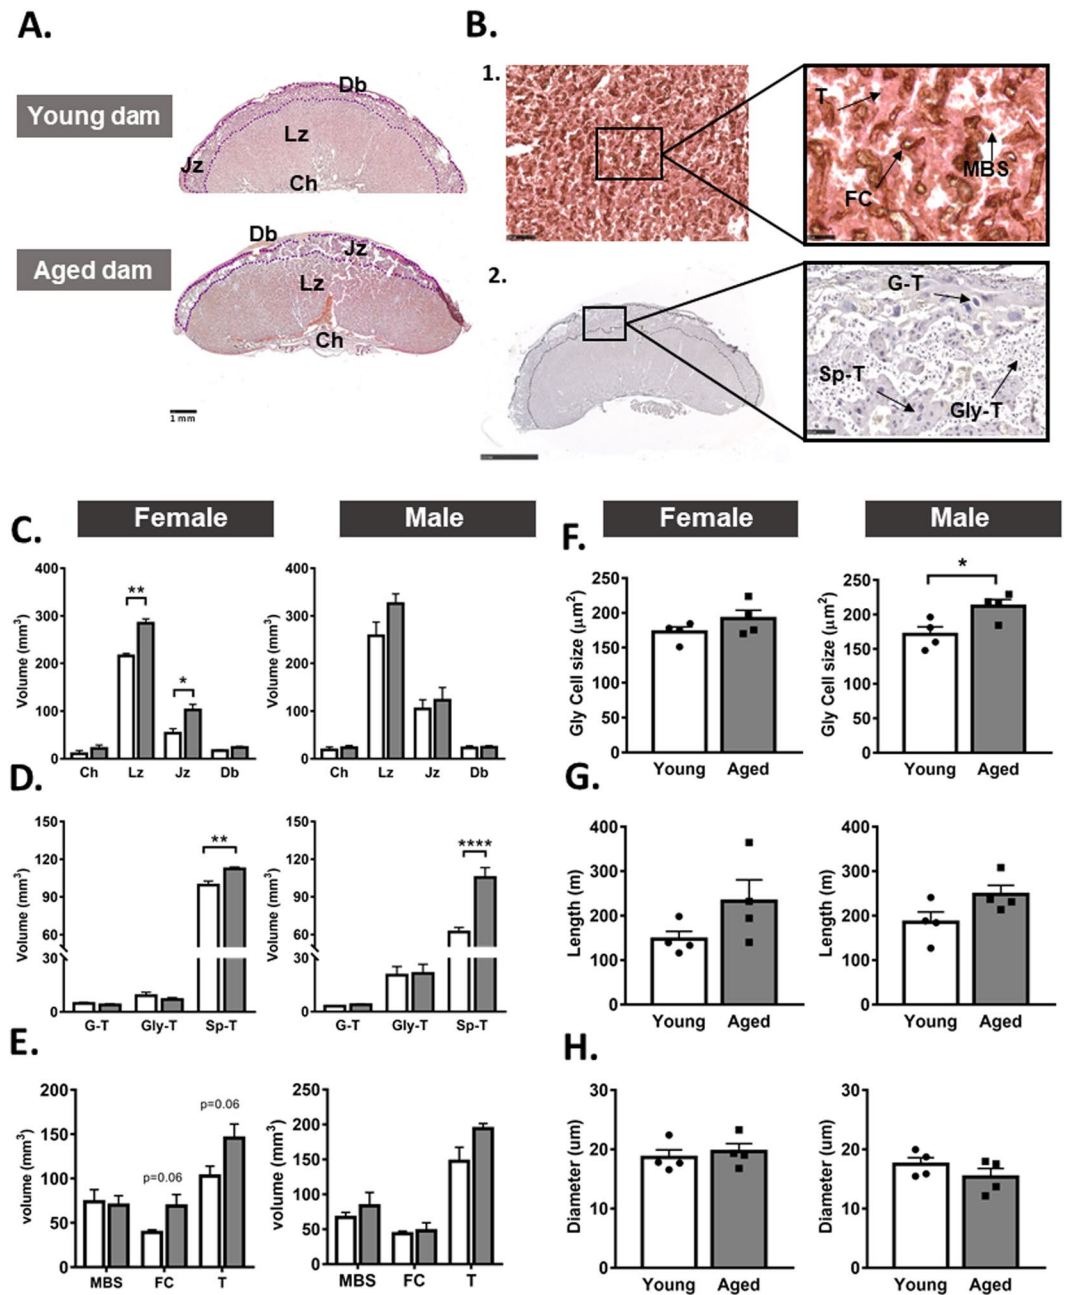 A.
B.
Young dam
Db
Lz
Jz
Ch
Aged dam
Db
Jz
Lz
Ch
1 mm
1.
T
MBS
FC
2.
G-T
Sp-T
Gly-T
Female
Male
Female
Male
C.
400
300
200
100
0
Volume (mm³)
**
*
Ch Lz Jz Db
400
300
200
100
0
Volume (mm³)
Ch Lz Jz Db
D.
150
120
90
60
30
0
Volume (mm³)
**
G-T Gly-T Sp-T
150
120
90
60
30
0
Volume (mm³)
****
G-T Gly-T Sp-T
E.
200
150
100
50
0
volume (mm³)
p=0.06
p=0.06
MBS FC T
250
200
150
100
50
0
volume (mm³)
MBS FC T
F.
250
200
150
100
50
0
Gly Cell size (μm²)
Young Aged
250
200
150
100
50
0
Gly Cell size (μm²)
*
Young Aged
G.
400
300
200
100
0
Length (m)
Young Aged
400
300
200
100
0
Length (m)
Young Aged
H.
30
20
10
0
Diameter (um)
Young Aged
30
20
10
0
Diameter (um)
Young Aged